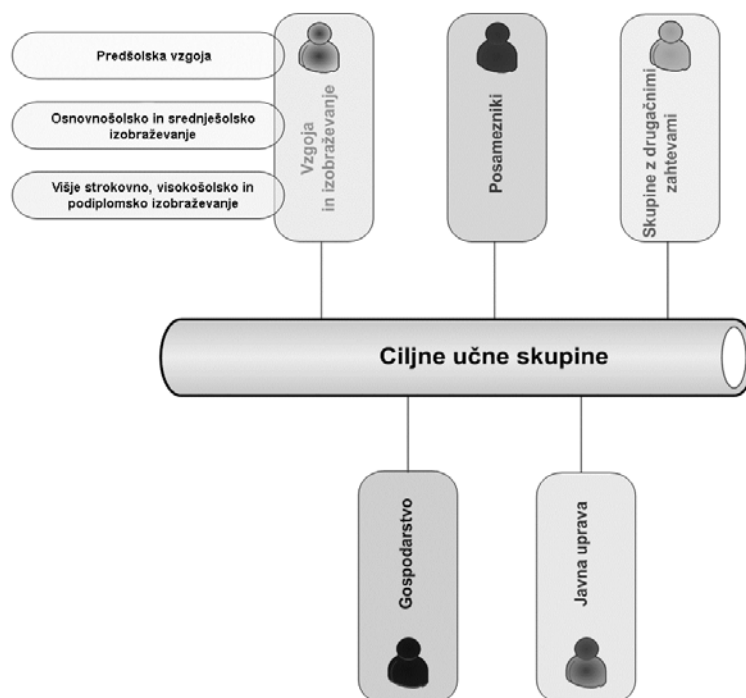 Predšolska vzgoja
Osnovnošolsko in srednješolsko
izobraževanje
Višje strokovno, visokošolsko in
podiplomsko izobraževanje
Vzgoja
in izobraževanje
Posamezniki
Skupine z drugačnimi
zahtevami
Ciljne učne skupine
Gospodarstvo
Javna uprava